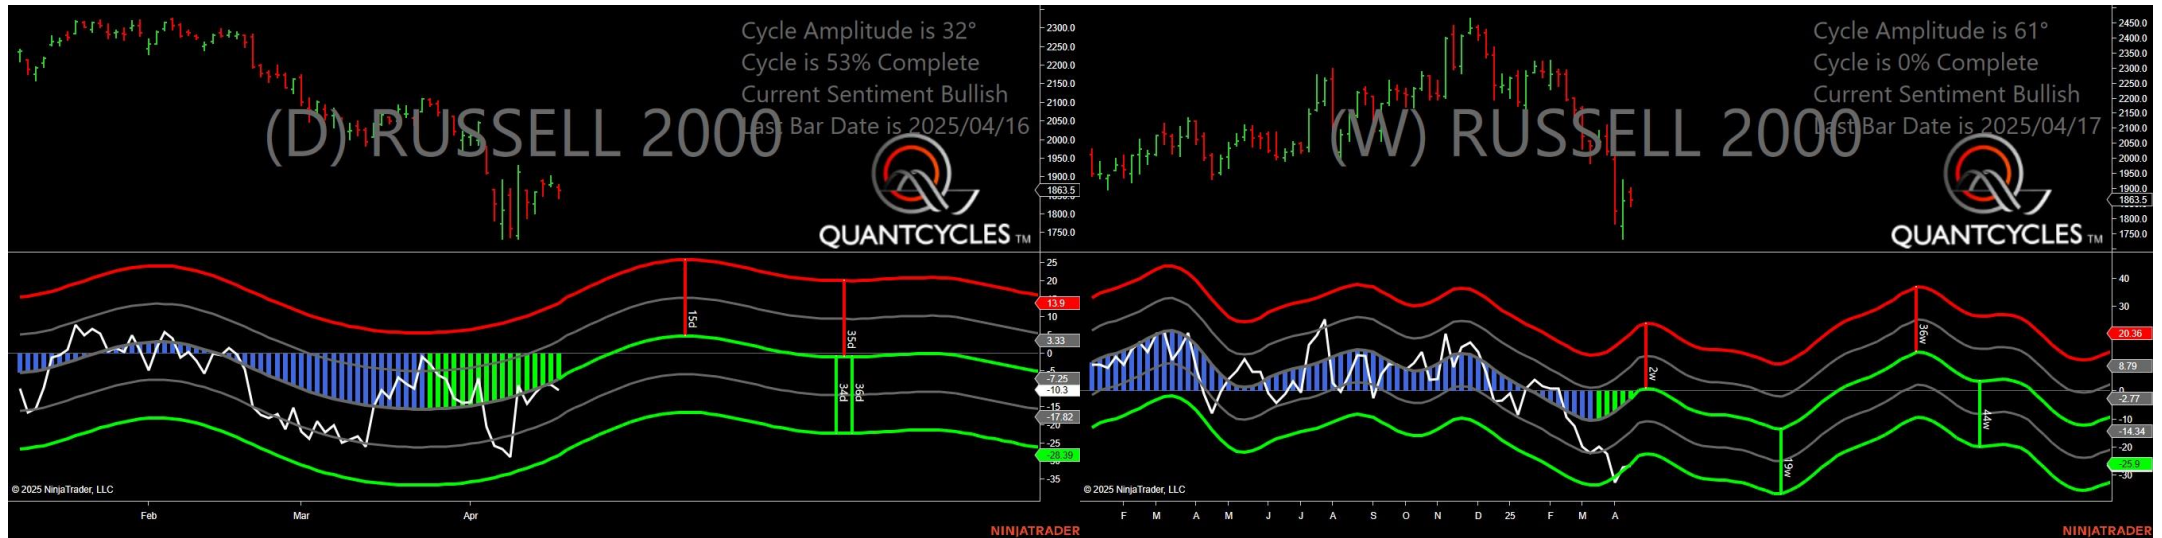 Cycle Amplitude is 32°
Cycle is 53% Complete
Current Sentiment Bullish
Last Bar Date is 2025/04/16
(D) RUSSELL 2000
QUANTCYCLES TM
2300.0
2250.0
2200.0
2150.0
2100.0
2050.0
2000.0
1950.0
1900.0
1863.5
1800.0
1750.0
25
20
13.9
10
5
3.33
0
-5
-7.25
-10.3
-15
-17.82
-20
-25
-28.39
-35
15d
35d
34d
36d
© 2025 NinjaTrader, LLC
Feb Mar Apr
NINJATRADER
Cycle Amplitude is 61°
Cycle is 0% Complete
Current Sentiment Bullish
Last Bar Date is 2025/04/17
(W) RUSSELL 2000
QUANTCYCLES TM
2450.0
2400.0
2350.0
2300.0
2250.0
2200.0
2150.0
2100.0
2050.0
2000.0
1950.0
1900.0
1863.5
1800.0
1750.0
40
30
20.36
8.79
0
-2.77
-10
-14.34
-20
-25.9
-30
2w
19w
36w
44w
© 2025 NinjaTrader, LLC
F M A M J J A S O N D 25 F M A
NINJATRADER